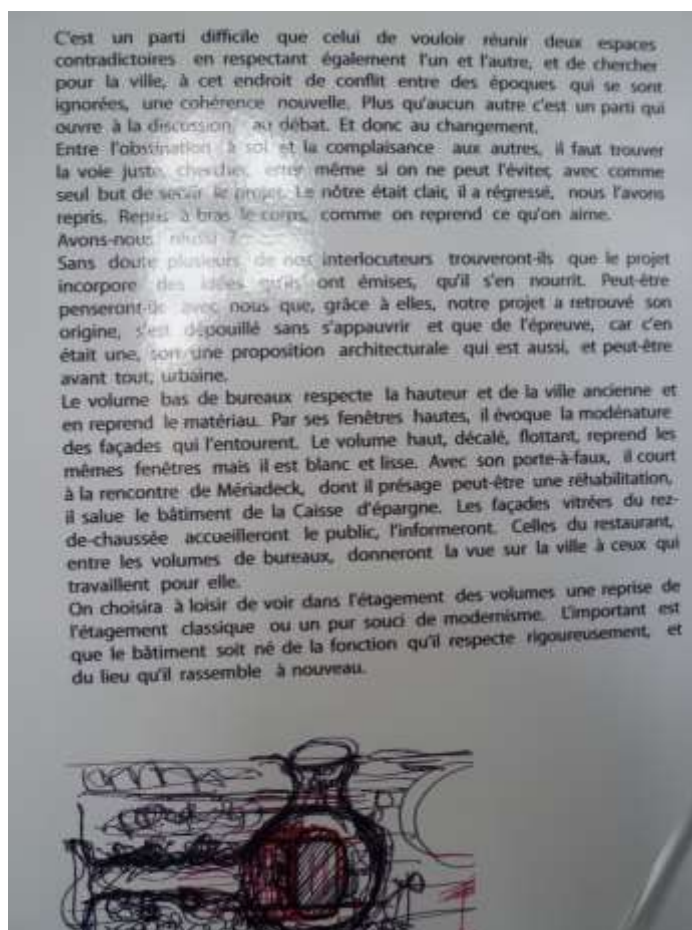 C'est un parti difficile que celui de vouloir réunir deux espaces
contradictoires en respectant également l'un et l'autre, et de chercher
pour la ville, à cet endroit de conflit entre des époques qui se sont
ignorées, une cohérence nouvelle. Plus qu'aucun autre c'est un parti qui
ouvre à la discussion, au débat. Et donc au changement.
Entre l'obstination à soi et la complaisance aux autres, il faut trouver
la voie juste, chercher, errer même si on ne peut l'éviter, avec comme
seul but de servir le projet. Le nôtre était clair, il a régressé, nous l'avons
repris. Repris à bras le corps, comme on reprend ce qu'on aime.
Avons-nous réussi ?
Sans doute plusieurs de nos interlocuteurs trouveront-ils que le projet
incorpore des idées qu'ils ont émises, qu'il s'en nourrit. Peut-être
penseront-ils avec nous que, grâce à elles, notre projet a retrouvé son
origine, s'est dépouillé sans s'appauvrir et que de l'épreuve, car c'en
était une, une proposition architecturale qui est aussi, et peut-être
avant tout, urbaine.
Le volume bas de bureaux respecte la hauteur et de la ville ancienne et
en reprend le matériau. Par ses fenêtres hautes, il évoque la modénature
des façades qui l'entourent. Le volume haut, décalé, flottant, reprend les
mêmes fenêtres mais il est blanc et lisse. Avec son porte-à-faux, il court
à la rencontre de Mériadeck, dont il présage peut-être une réhabilitation,
il salue le bâtiment de la Caisse d'épargne. Les façades vitrées du rez-
de-chaussée accueilleront le public, l'informeront. Celles du restaurant,
entre les volumes de bureaux, donneront la vue sur la ville à ceux qui
travaillent pour elle.
On choisira à loisir de voir dans l'étagement des volumes une reprise de
l'étagement classique ou un pur souci de modernisme. L'important est
que le bâtiment soit né de la fonction qu'il respecte rigoureusement, et
du lieu qu'il rassemble à nouveau.